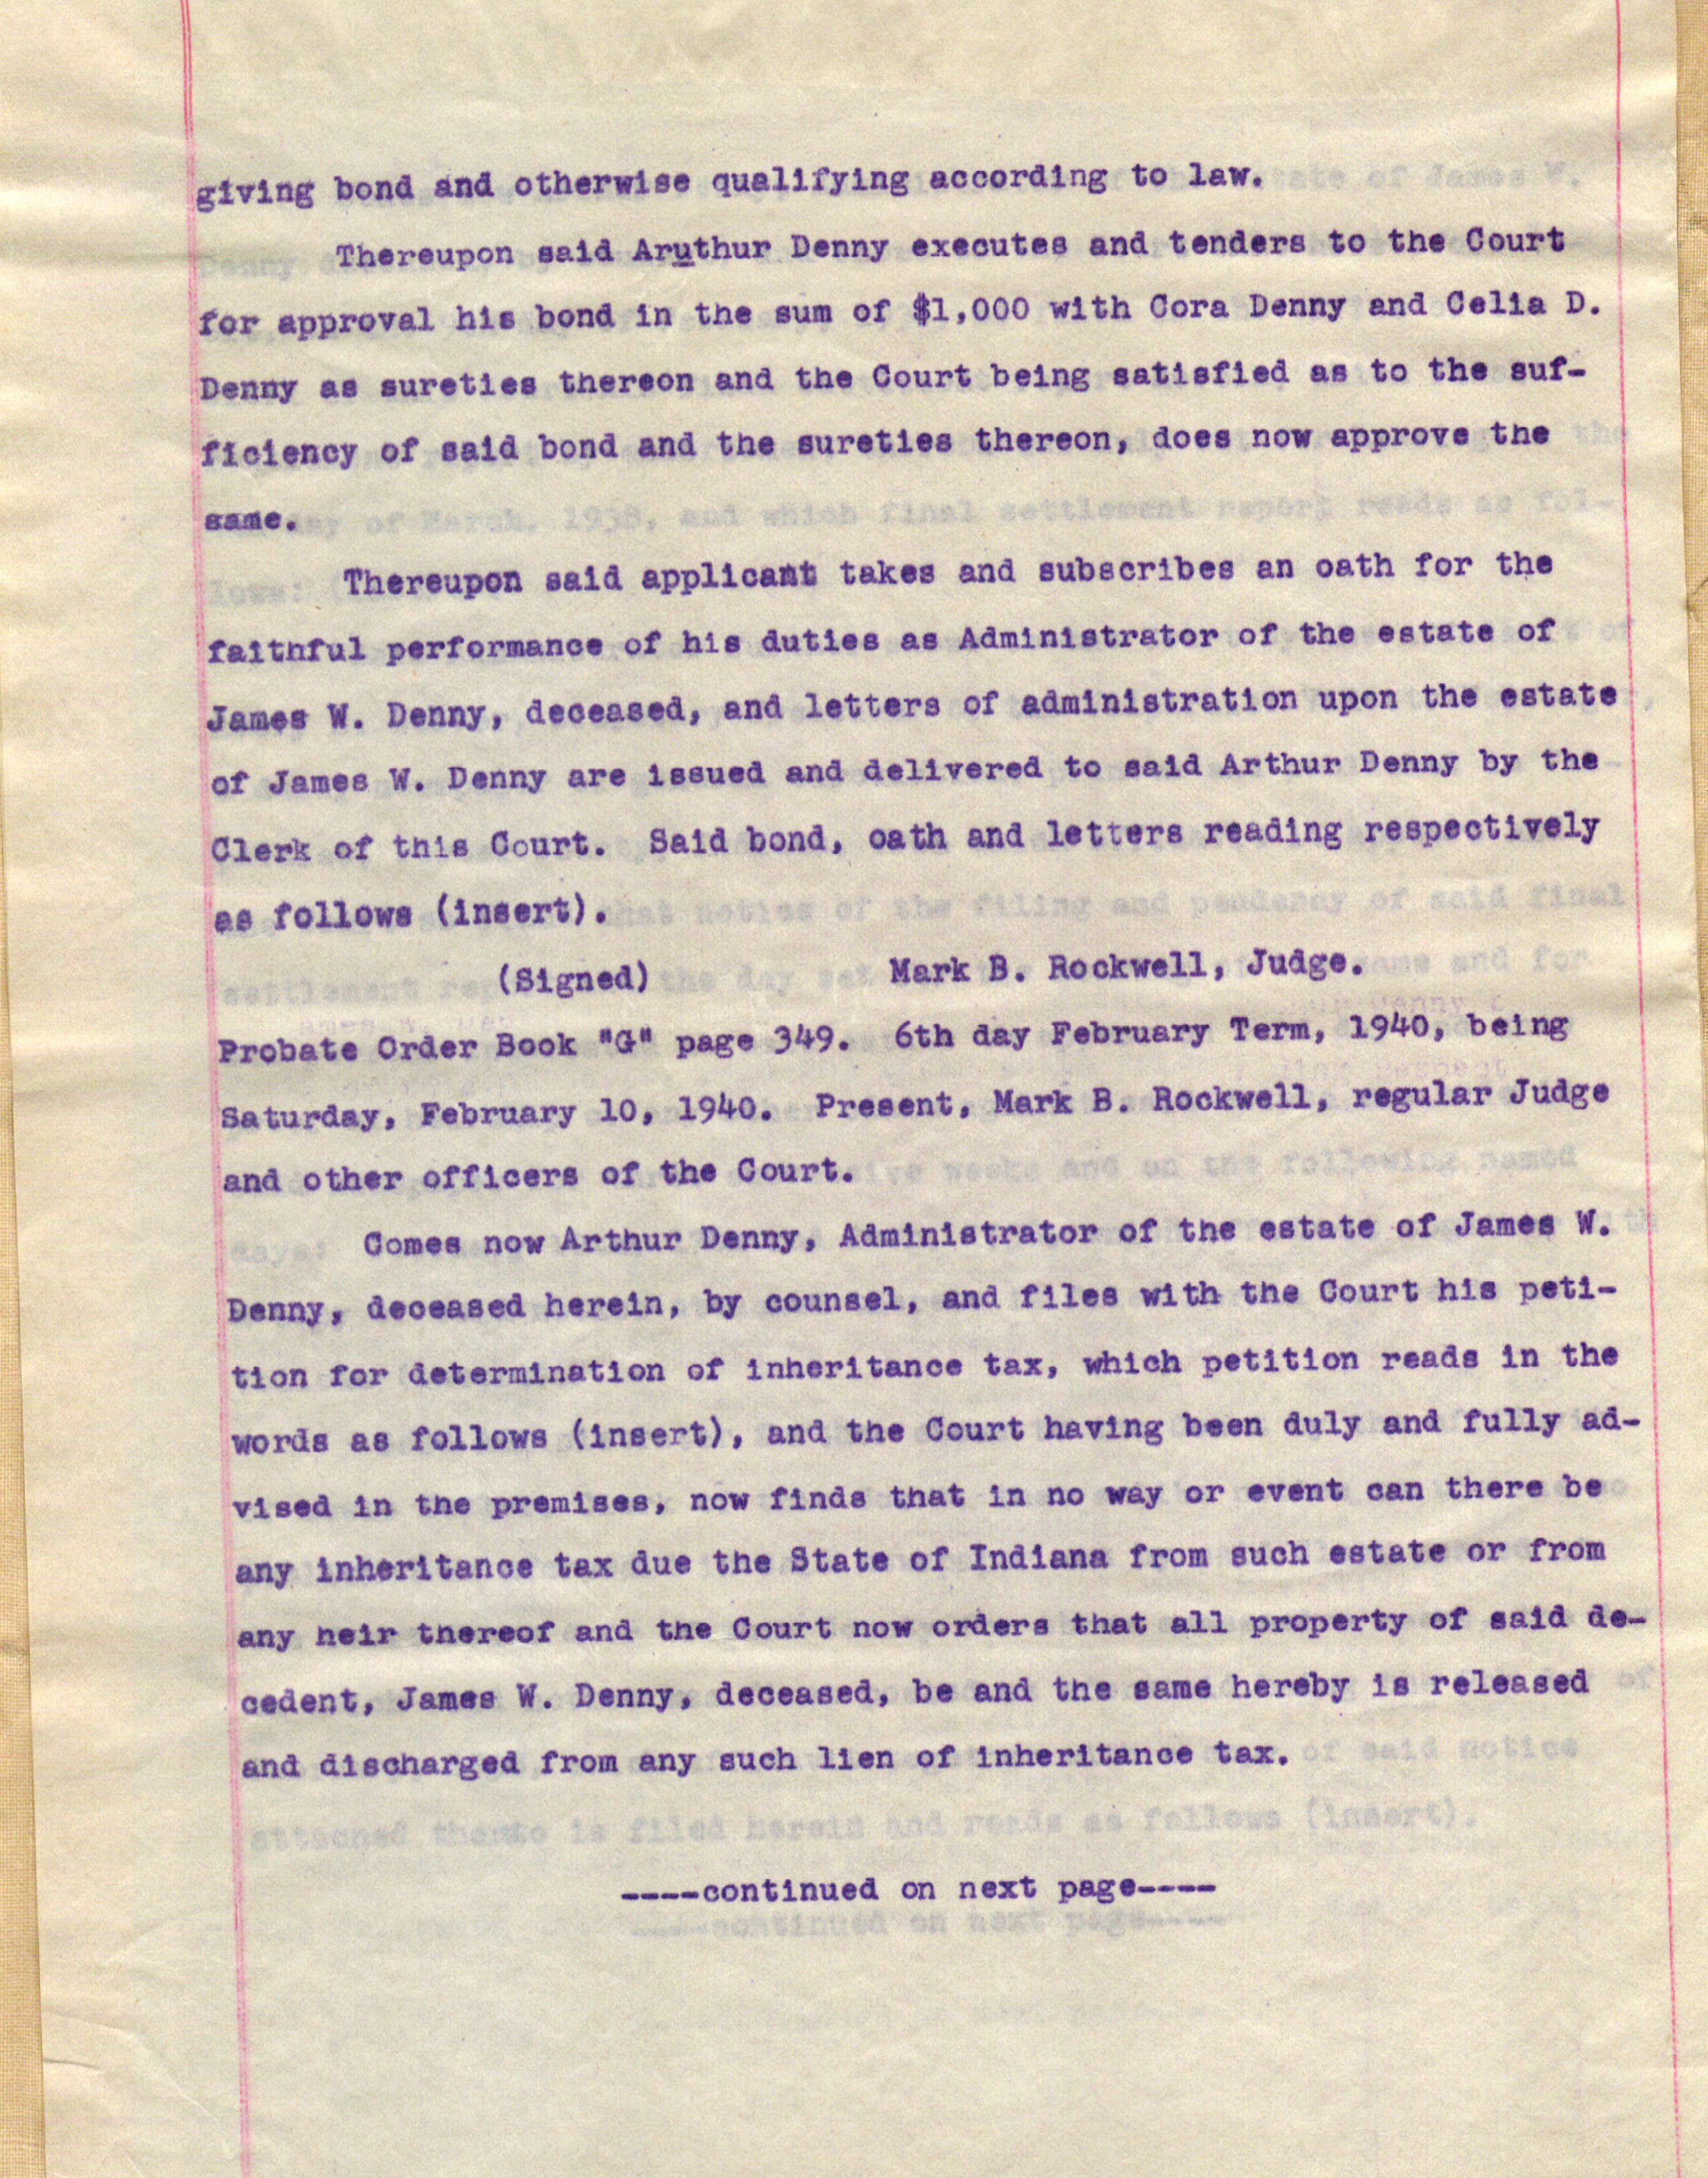 giving bond and otherwise qualifying according to law.
Thereupon said Aruthur Denny executes and tenders to the Court
for approval his bond in the sum of $1,000 with Cora Denny and Celia D.
Denny as sureties thereon and the Court being satisfied as to the suf-
ficiency of said bond and the sureties thereon, does now approve the
same.
Thereupon said applicant takes and subscribes an oath for the
faithful performance of his duties as Administrator of the estate of
James W. Denny, deceased, and letters of administration upon the estate
of James W. Denny are issued and delivered to said Arthur Denny by the
Clerk of this Court. Said bond, oath and letters reading respectively
as follows (insert).
(Signed) Mark B. Rockwell, Judge.
Probate Order Book "G" page 349. 6th day February Term, 1940, being
Saturday, February 10, 1940. Present, Mark B. Rockwell, regular Judge
and other officers of the Court.
Comes now Arthur Denny, Administrator of the estate of James W.
Denny, deceased herein, by counsel, and files with the Court his peti-
tion for determination of inheritance tax, which petition reads in the
words as follows (insert), and the Court having been duly and fully ad-
vised in the premises, now finds that in no way or event can there be
any inheritance tax due the State of Indiana from such estate or from
any heir thereof and the Court now orders that all property of said de-
cedent, James W. Denny, deceased, be and the same hereby is released
and discharged from any such lien of inheritance tax.
----continued on next page----